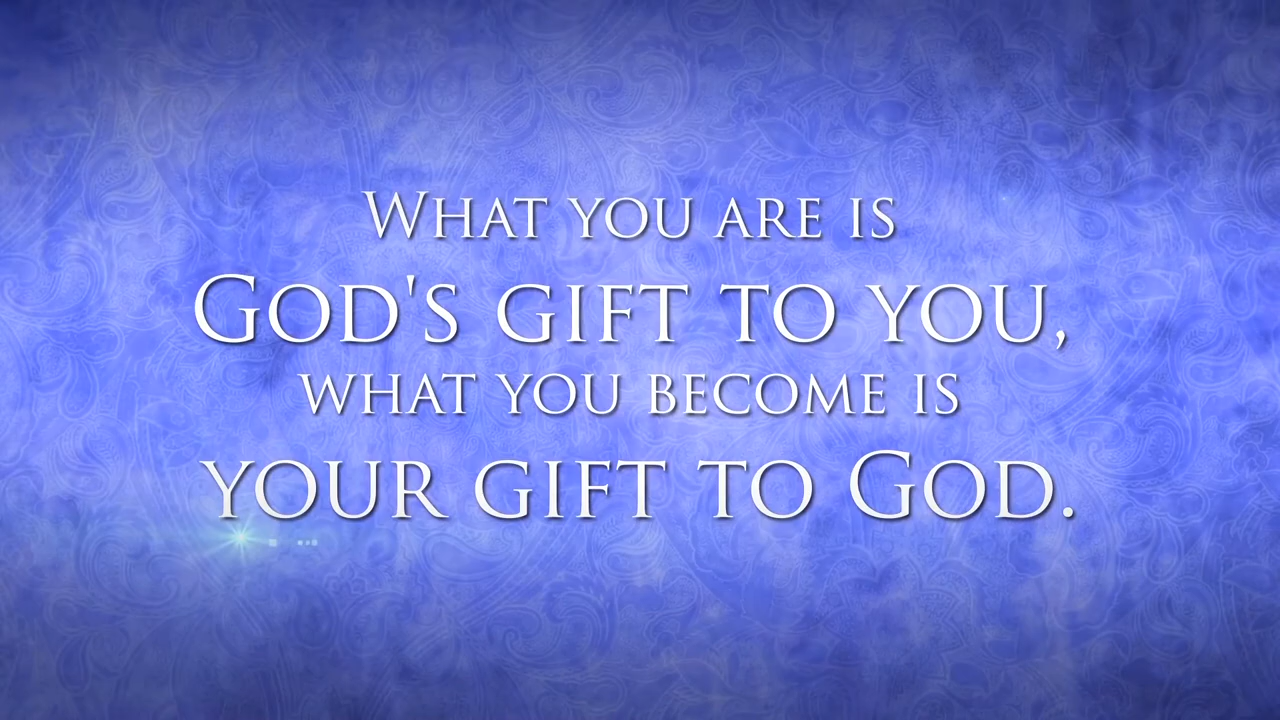 What you are is
God's gift to you,
what you become is
your gift to God.